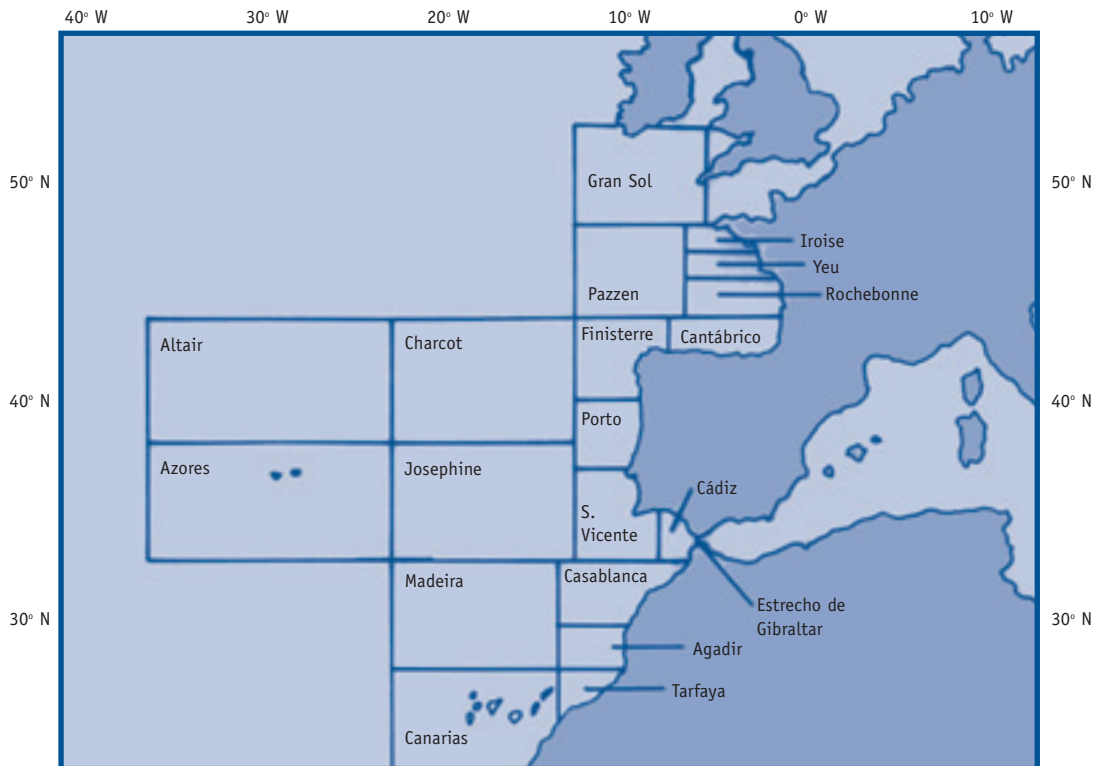 40° W 30° W 20° W 10° W 0° W 10° W
50° N 50° N
Gran Sol
Iroise
Yeu
Pazzen Rochebonne
Altair Charcot Finisterre Cantábrico
40° N 40° N
Porto
Azores Josephine
Cádiz
S.
Vicente
Madeira Casablanca
Estrecho de
Gibraltar
30° N 30° N
Agadir
Tarfaya
Canarias